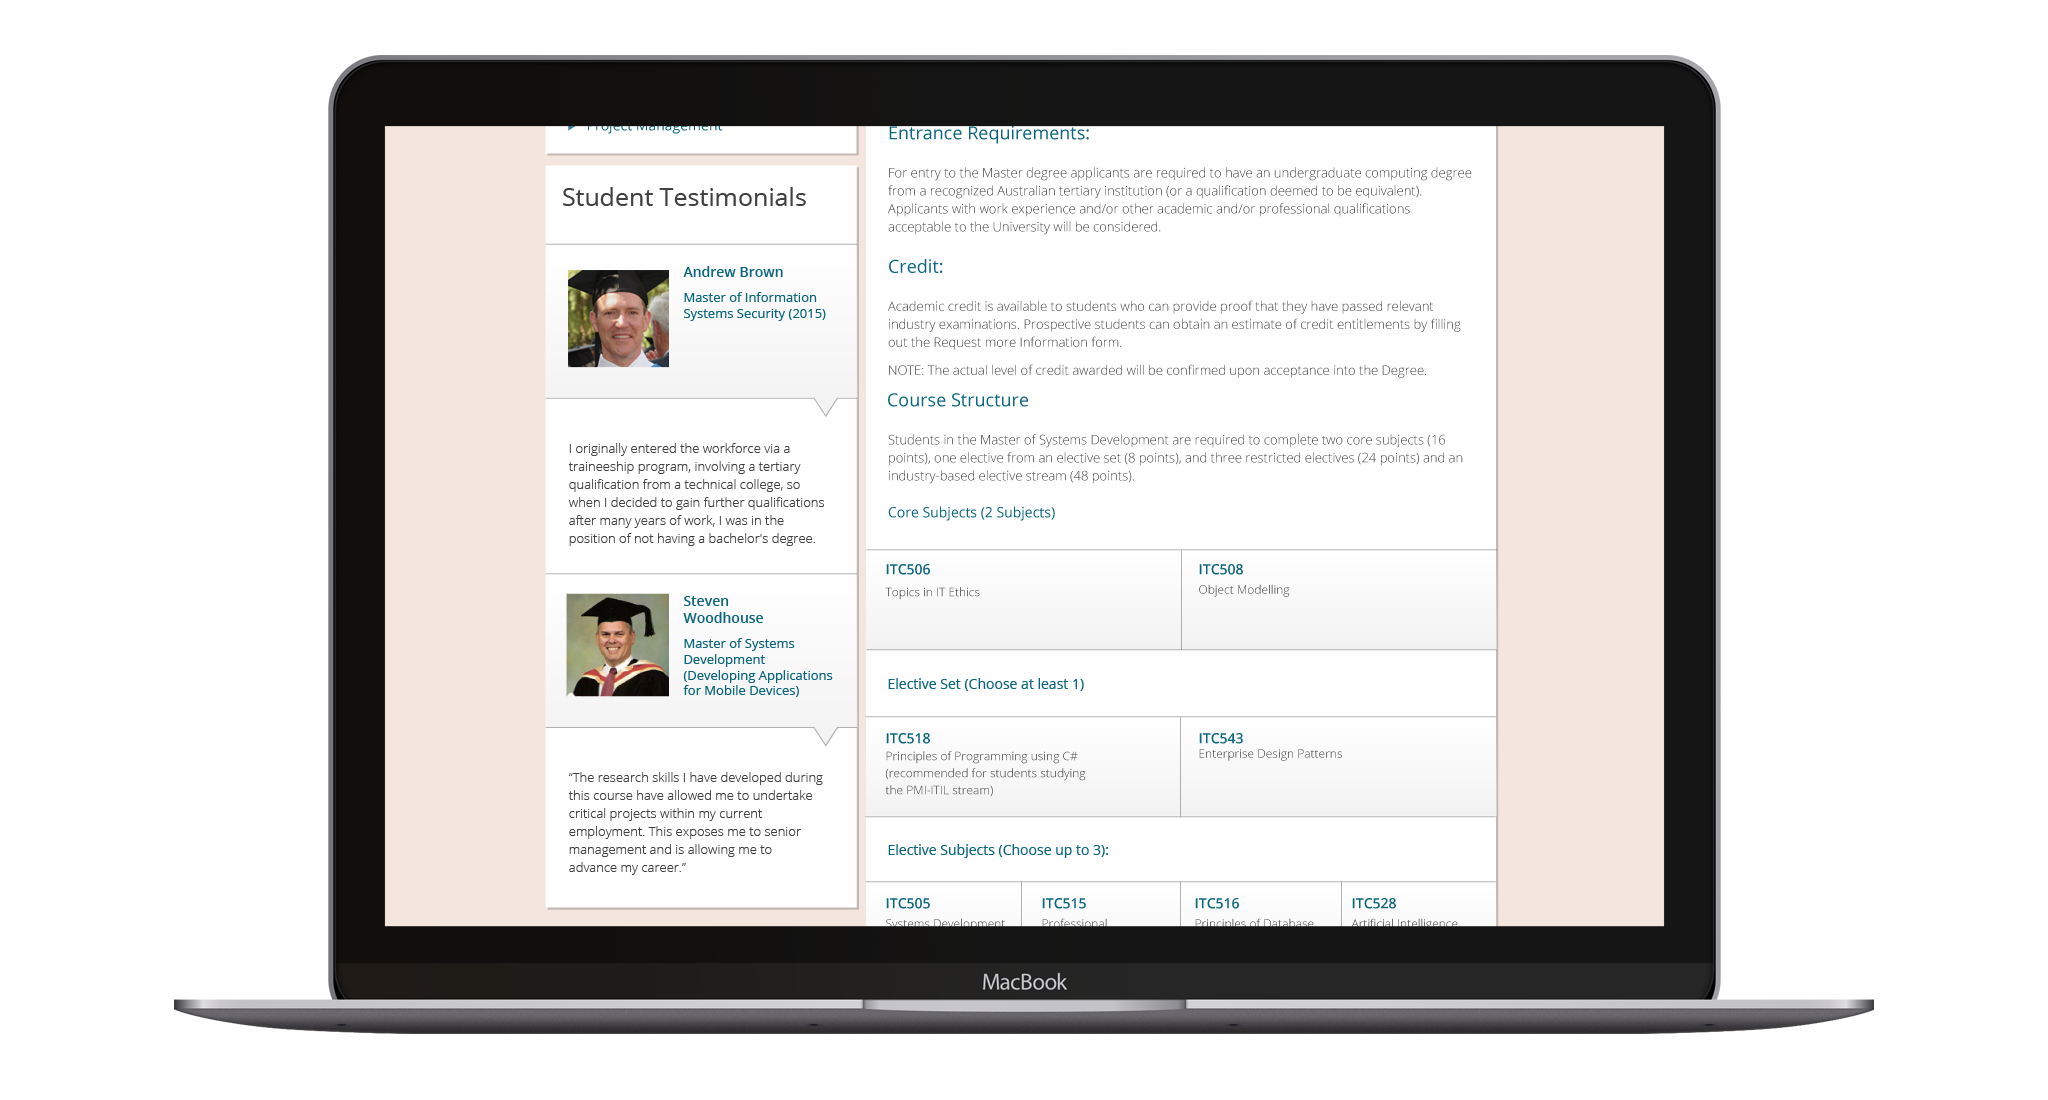 Project Management
Student Testimonials
Andrew Brown
Master of Information
Systems Security (2015)
I originally entered the workforce via a
traineeship program, involving a tertiary
qualification from a technical college, so
when I decided to gain further qualifications
after many years of work, I was in the
position of not having a bachelor's degree.
Steven
Woodhouse
Master of Systems
Development
(Developing Applications
for Mobile Devices)
“The research skills I have developed during
this course have allowed me to undertake
critical projects within my current
employment. This exposes me to senior
management and is allowing me to
advance my career.”
Entrance Requirements:
For entry to the Master degree applicants are required to have an undergraduate computing degree
from a recognized Australian tertiary institution (or a qualification deemed to be equivalent).
Applicants with work experience and/or other academic and/or professional qualifications
acceptable to the University will be considered.
Credit:
Academic credit is available to students who can provide proof that they have passed relevant
industry examinations. Prospective students can obtain an estimate of credit entitlements by filling
out the Request more Information form.
NOTE: The actual level of credit awarded will be confirmed upon acceptance into the Degree.
Course Structure
Students in the Master of Systems Development are required to complete two core subjects (16
points), one elective from an elective set (8 points), and three restricted electives (24 points) and an
industry-based elective stream (48 points).
Core Subjects (2 Subjects)
ITC506
Topics in IT Ethics
ITC508
Object Modelling
Elective Set (Choose at least 1)
ITC518
Principles of Programming using C#
(recommended for students studying
the PMI-ITIL stream)
ITC543
Enterprise Design Patterns
Elective Subjects (Choose up to 3):
ITC505
Systems Development
ITC515
Professional
ITC516
Principles of Database
ITC528
Artificial Intelligence
MacBook